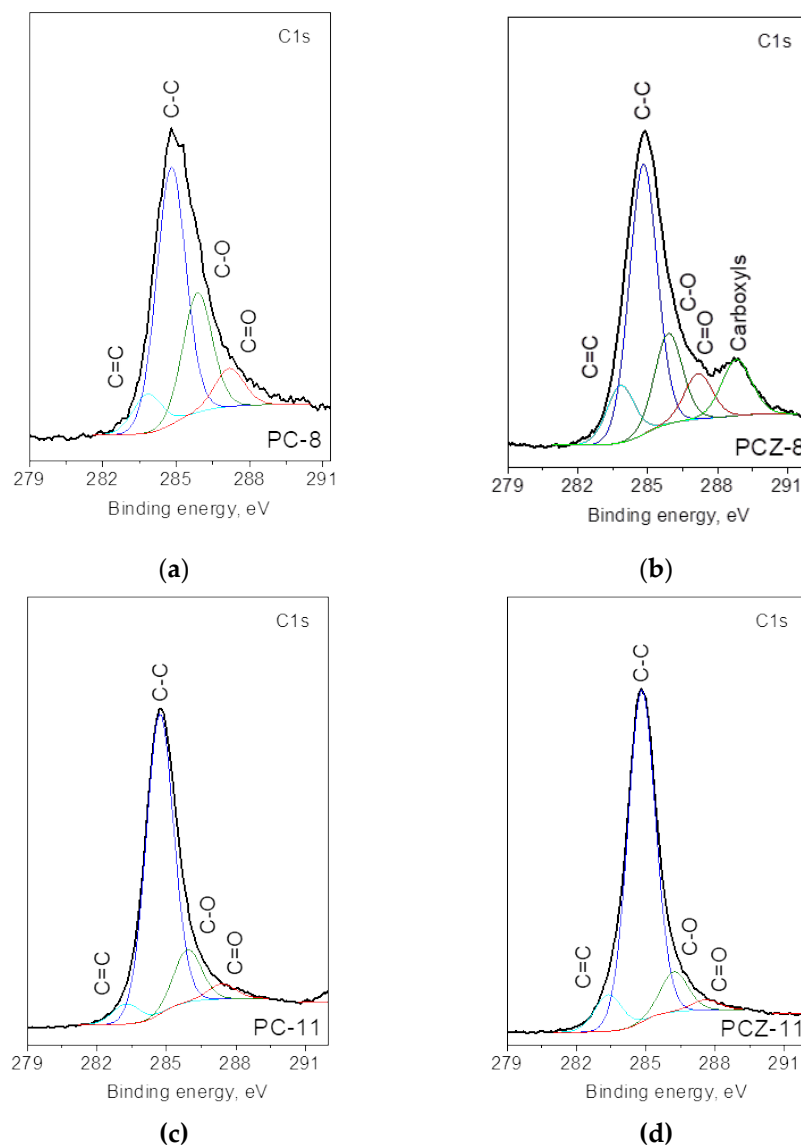 C1s
C=C
C-C
C-O
C=O
PC-8
279 282 285 288 291
Binding energy, eV
(a)
C1s
C=C
C-C
C-O
C=O
Carboxyls
PCZ-8
279 282 285 288 291
Binding energy, eV
(b)
C1s
C=C
C-C
C-O
C=O
PC-11
279 282 285 288 291
Binding energy, eV
(c)
C1s
C=C
C-C
C-O
C=O
PCZ-11
279 282 285 288 291
Binding energy, eV
(d)